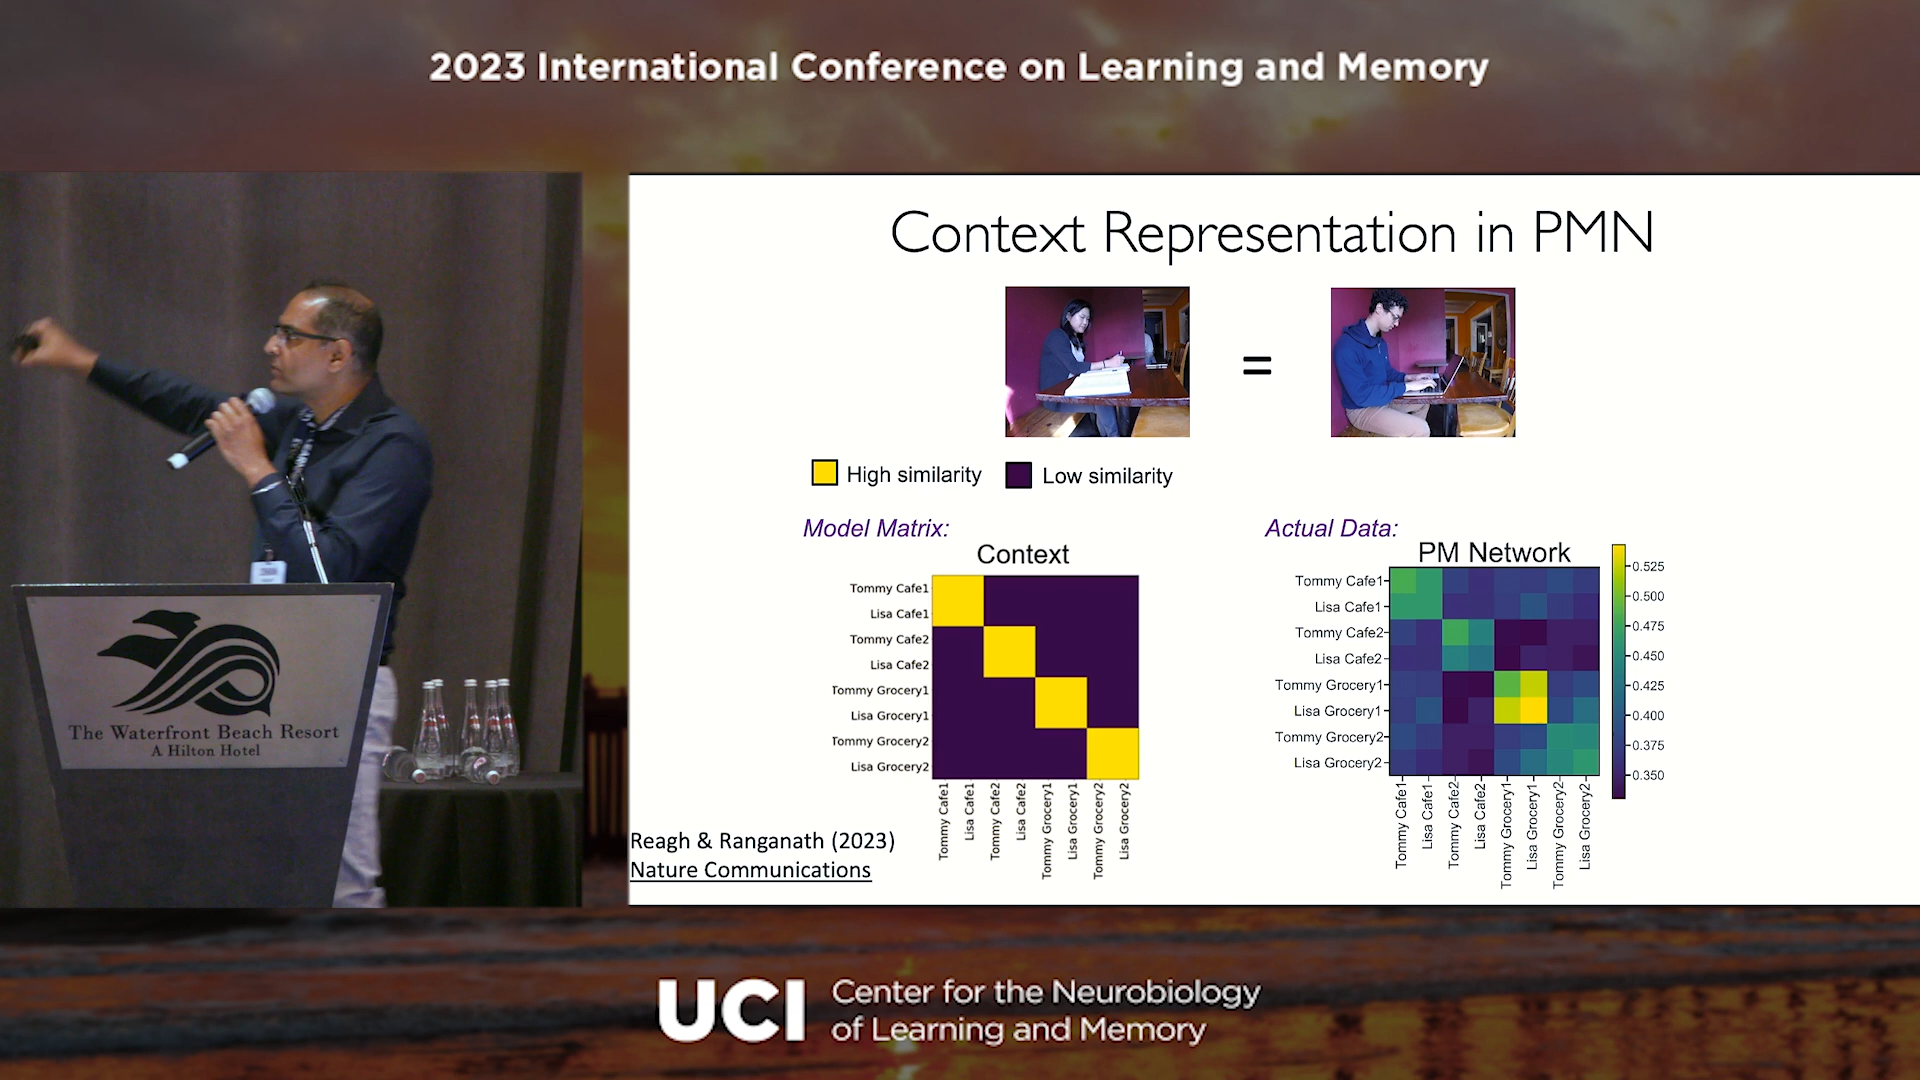 2023 International Conference on Learning and Memory
Context Representation in PMN
=
High similarity
Low similarity
Model Matrix:
Context
Tommy Cafe1
Lisa Cafe1
Tommy Cafe2
Lisa Cafe2
Tommy Grocery1
Lisa Grocery1
Tommy Grocery2
Lisa Grocery2
Tommy Cafe1
Lisa Cafe1
Tommy Cafe2
Lisa Cafe2
Tommy Grocery1
Lisa Grocery1
Tommy Grocery2
Lisa Grocery2
Actual Data:
PM Network
Tommy Cafe1
Lisa Cafe1
Tommy Cafe2
Lisa Cafe2
Tommy Grocery1
Lisa Grocery1
Tommy Grocery2
Lisa Grocery2
Tommy Cafe1
Lisa Cafe1
Tommy Cafe2
Lisa Cafe2
Tommy Grocery1
Lisa Grocery1
Tommy Grocery2
Lisa Grocery2
0.525
0.500
0.475
0.450
0.425
0.400
0.375
0.350
Reagh & Ranganath (2023)
Nature Communications
The Waterfront Beach Resort
A Hilton Hotel
UCI
Center for the Neurobiology
of Learning and Memory